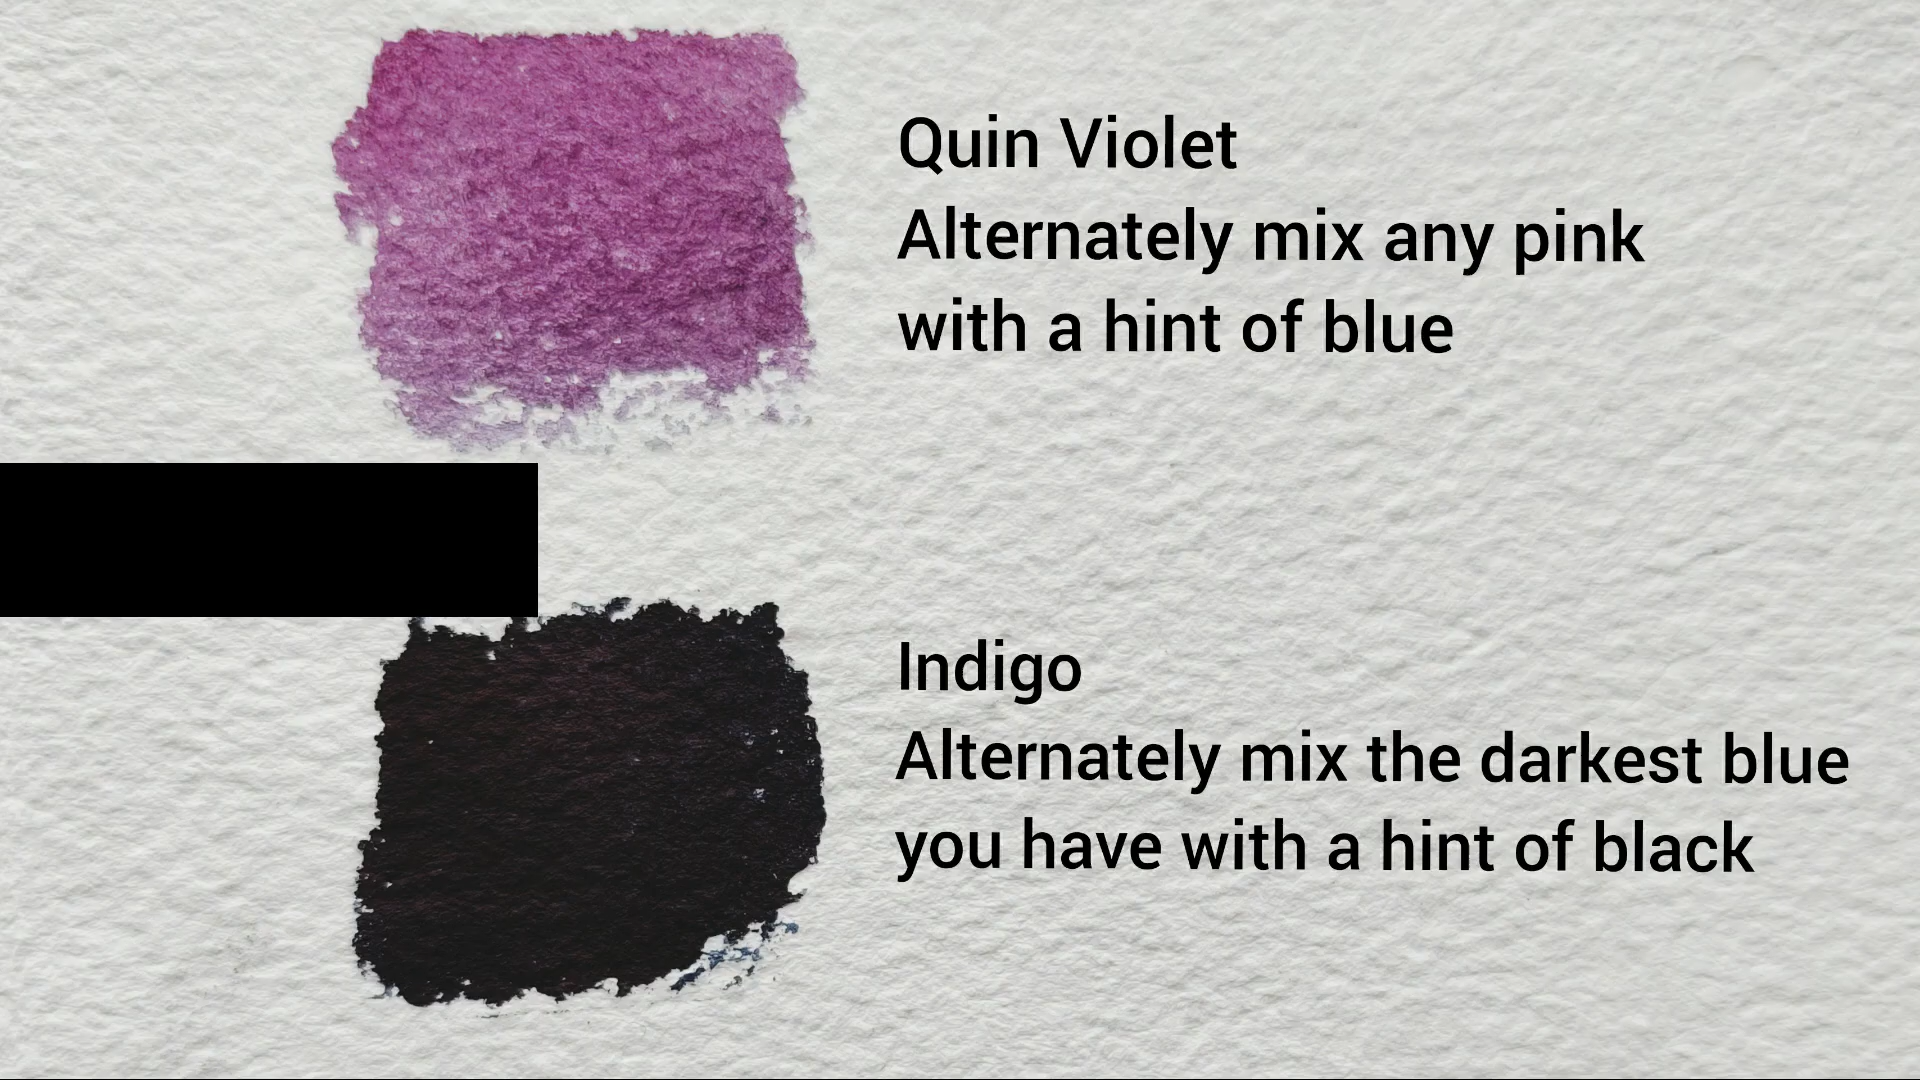 Quin Violet
Alternately mix any pink
with a hint of blue
Indigo
Alternately mix the darkest blue
you have with a hint of black